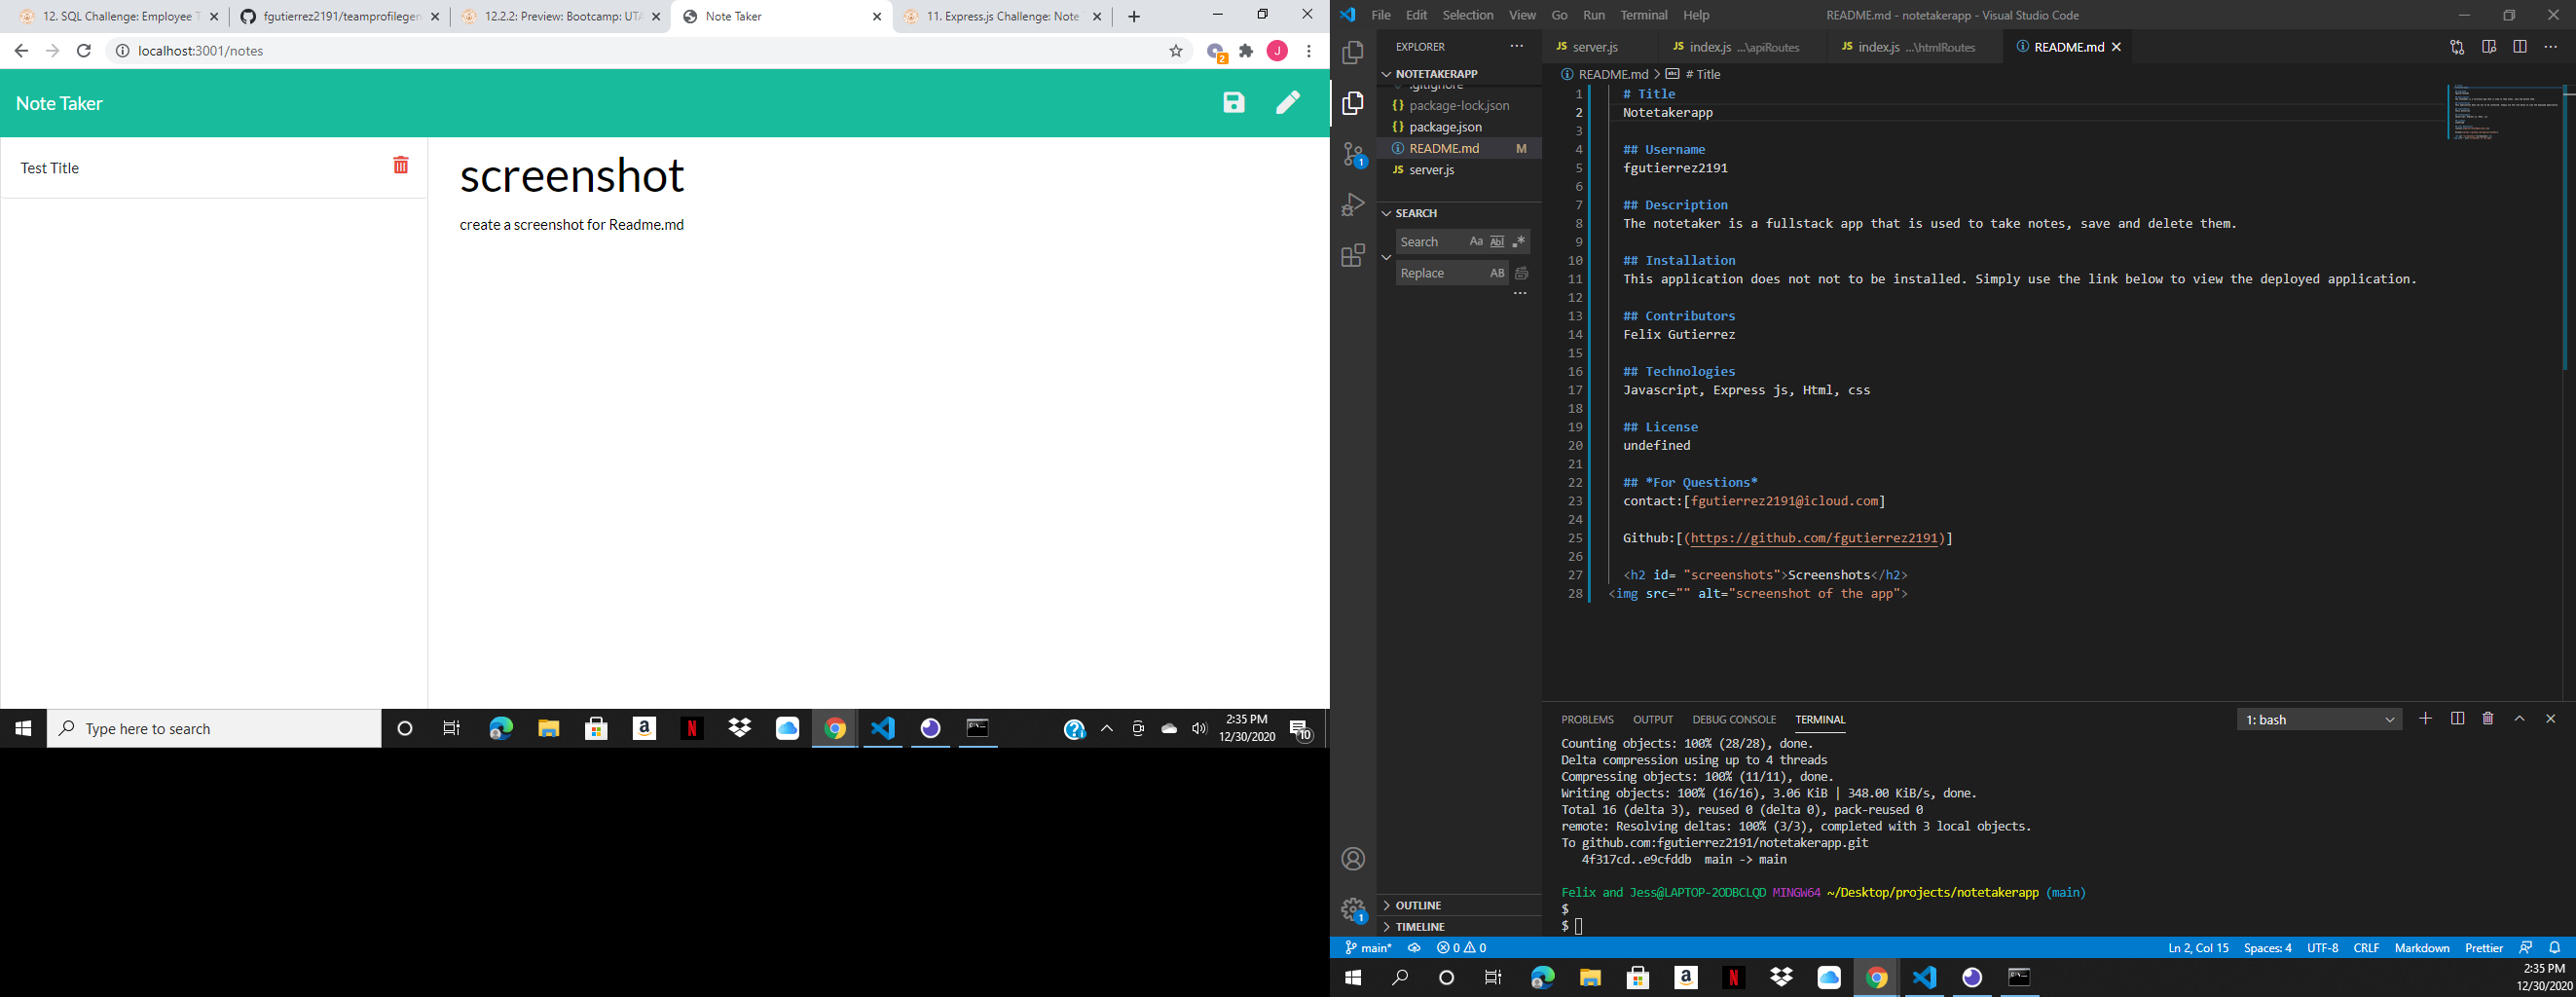 12. SQL Challenge: Employee T
fgutierrez2191/teamprofilegen
12.2.2: Preview: Bootcamp: UTA
Note Taker
11. Express.js Challenge: Note
localhost:3001/notes
2
J
Note Taker
Test Title
screenshot
create a screenshot for Readme.md
Type here to search
2:35 PM
12/30/2020
10
File Edit Selection View Go Run Terminal Help
README.md - notetakerapp - Visual Studio Code
EXPLORER
NOTETAKERAPP
.gitignore
{} package-lock.json
{} package.json
README.md M
JS server.js
SEARCH
Search Aa Abl .*
Replace AB
OUTLINE
TIMELINE
1
1
JS server.js
JS index.js ...\apiRoutes
JS index.js ...\htmlRoutes
README.md
README.md > # Title
1 # Title
2 Notetakerapp
3
4 ## Username
5 fgutierrez2191
6
7 ## Description
8 The notetaker is a fullstack app that is used to take notes, save and delete them.
9
10 ## Installation
11 This application does not not to be installed. Simply use the link below to view the deployed application.
12
13 ## Contributors
14 Felix Gutierrez
15
16 ## Technologies
17 Javascript, Express js, Html, css
18
19 ## License
20 undefined
21
22 ## *For Questions*
23 contact:[fgutierrez2191@icloud.com]
24
25 Github:[(https://github.com/fgutierrez2191)]
26
27 <h2 id= "screenshots">Screenshots</h2>
28 <img src="" alt="screenshot of the app">
PROBLEMS OUTPUT DEBUG CONSOLE TERMINAL
1: bash
Counting objects: 100% (28/28), done.
Delta compression using up to 4 threads
Compressing objects: 100% (11/11), done.
Writing objects: 100% (16/16), 3.06 KiB | 348.00 KiB/s, done.
Total 16 (delta 3), reused 0 (delta 0), pack-reused 0
remote: Resolving deltas: 100% (3/3), completed with 3 local objects.
To github.com:fgutierrez2191/notetakerapp.git
4f317cd..e9cfddb main -> main
Felix and Jess@LAPTOP-2ODBCLQD MINGW64 ~/Desktop/projects/notetakerapp (main)
$
$
main* 0 0
Ln 2, Col 15 Spaces: 4 UTF-8 CRLF Markdown Prettier
2:35 PM
12/30/2020